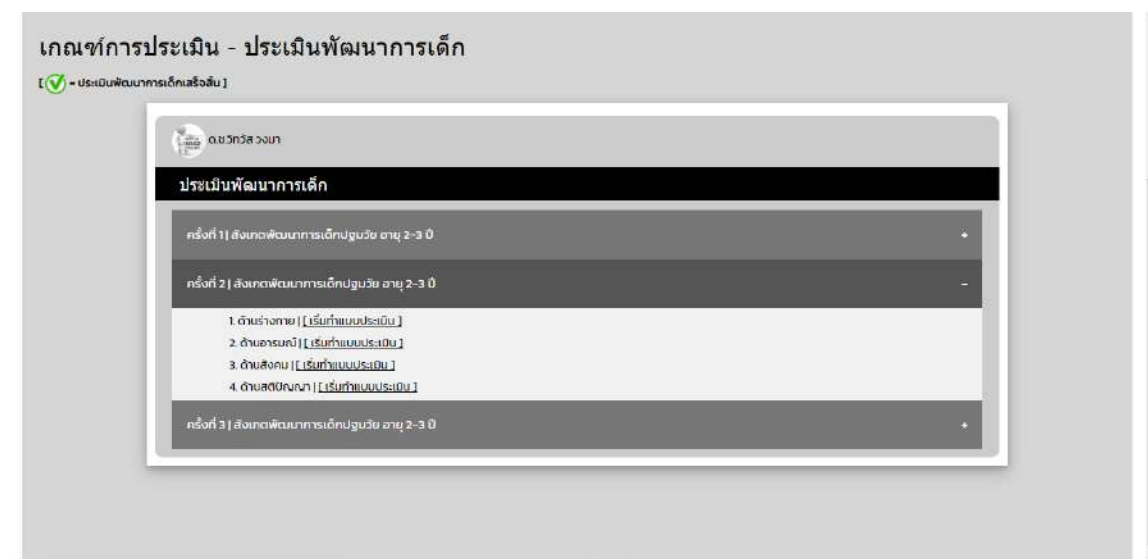 เกณฑ์การประเมิน - ประเมินพัฒนาการเด็ก
[ = ประเมินพัฒนาการเด็กเสร็จสิ้น ]
ด.ช.วิทวัส วงมา
ประเมินพัฒนาการเด็ก
ครั้งที่ 1 | สังเกตพัฒนาการเด็กปฐมวัย อายุ 2-3 ปี +
ครั้งที่ 2 | สังเกตพัฒนาการเด็กปฐมวัย อายุ 2-3 ปี -
1. ด้านร่างกาย | [ เริ่มทำแบบประเมิน ]
2. ด้านอารมณ์ | [ เริ่มทำแบบประเมิน ]
3. ด้านสังคม | [ เริ่มทำแบบประเมิน ]
4. ด้านสติปัญญา | [ เริ่มทำแบบประเมิน ]
ครั้งที่ 3 | สังเกตพัฒนาการเด็กปฐมวัย อายุ 2-3 ปี +